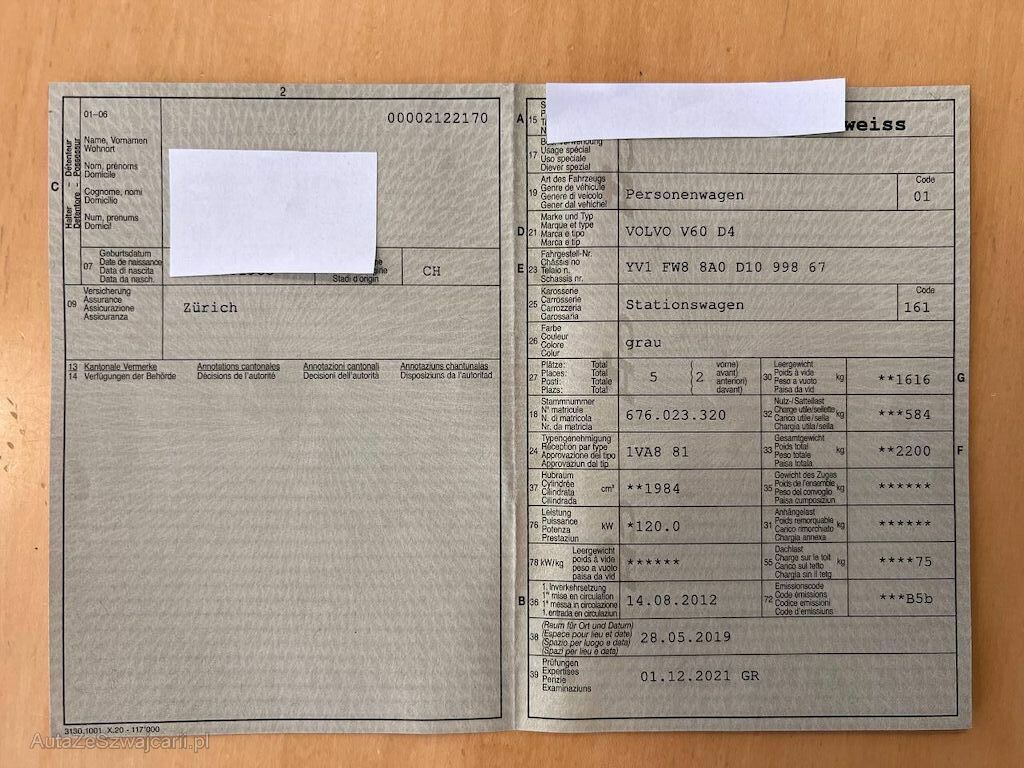 2
01–06
00002122170
C
Halter – Détenteur
Detentore – Possessur
Name, Vornamen
Wohnort
Nom, prénoms
Domicile
Cognome, nomi
Domicilio
Num, prenums
Domicil
07
Geburtsdatum
Date de naissance
Data di nascita
Data da nasch.
Stadi d'origin
CH
09
Versicherung
Assurance
Assicurazione
Assicuranza
Zürich
13 Kantonale Vermerke Annotations cantonales Annotazioni cantonali Annotaziuns chantunalas
14 Verfügungen der Behörde Décisions de l'autorité Decisioni dell'autorità Disposiziuns da l'autoritad
3130.1001 X.20 - 117'000
A 15
weiss
17
Usage spécial
Uso speciale
Diever spezial
19
Art des Fahrzeugs
Genre de véhicule
Genere di veicolo
Gener dal vehichel
Personenwagen
Code
01
D 21
Marke und Typ
Marque et type
Marca e tipo
Marca e tip
VOLVO V60 D4
E 23
Fahrgestell-Nr.
Châssis no
Telaio n.
Schassis nr.
YV1 FW8 8A0 D10 998 67
25
Karosserie
Carrosserie
Carrozzeria
Carossaria
Stationswagen
Code
161
26
Farbe
Couleur
Colore
Colur
grau
27
Plätze: Total
Places: Total
Posti: Totale
Plazs: Total
5 ( 2
vorne)
avant)
anteriori)
davant)
30
Leergewicht
Poids à vide
Peso a vuoto
Paisa da vid
kg
**1616
G
18
Stammnummer
N° matricule
N. di matricola
Nr. da matricla
676.023.320
32
Nutz-/Sattellast
Charge utile/sellette
Carico utile/sella
Chargia utila/sella
kg
***584
24
Typengenehmigung
Réception par type
Approvazione del tipo
Approvaziun dal tip
1VA8 81
33
Gesamtgewicht
Poids total
Peso totale
Paisa totala
kg
**2200
F
37
Hubraum
Cylindrée
Cilindrata
Cilindrada
cm³
**1984
35
Gewicht des Zuges
Poids de l'ensemble
Peso del convoglio
Paisa cumposiziun
kg
******
76
Leistung
Puissance
Potenza
Prestaziun
kW
*120.0
31
Anhängelast
Poids remorquable
Carico rimorchiato
Chargia annexa
kg
******
78 kW/kg
Leergewicht
poids à vide
peso a vuoto
paisa da vid
******
55
Dachlast
Charge sur le toit
Carico sul tetto
Chargia sin il tetg
kg
****75
B 36
1. Inverkehrsetzung
1re mise en circulation
1a messa in circolazione
1. entrada en circulaziun
14.08.2012
72
Emissionscode
Code émissions
Codice emissioni
Code d'emissiuns
***B5b
38
(Raum für Ort und Datum)
(Espace pour lieu et date)
(Spazio per luogo e data)
(Spazi per lieu e data)
28.05.2019
39
Prüfungen
Expertises
Perizie
Examinaziuns
01.12.2021 GR
AutaZeSzwajcarii.pl